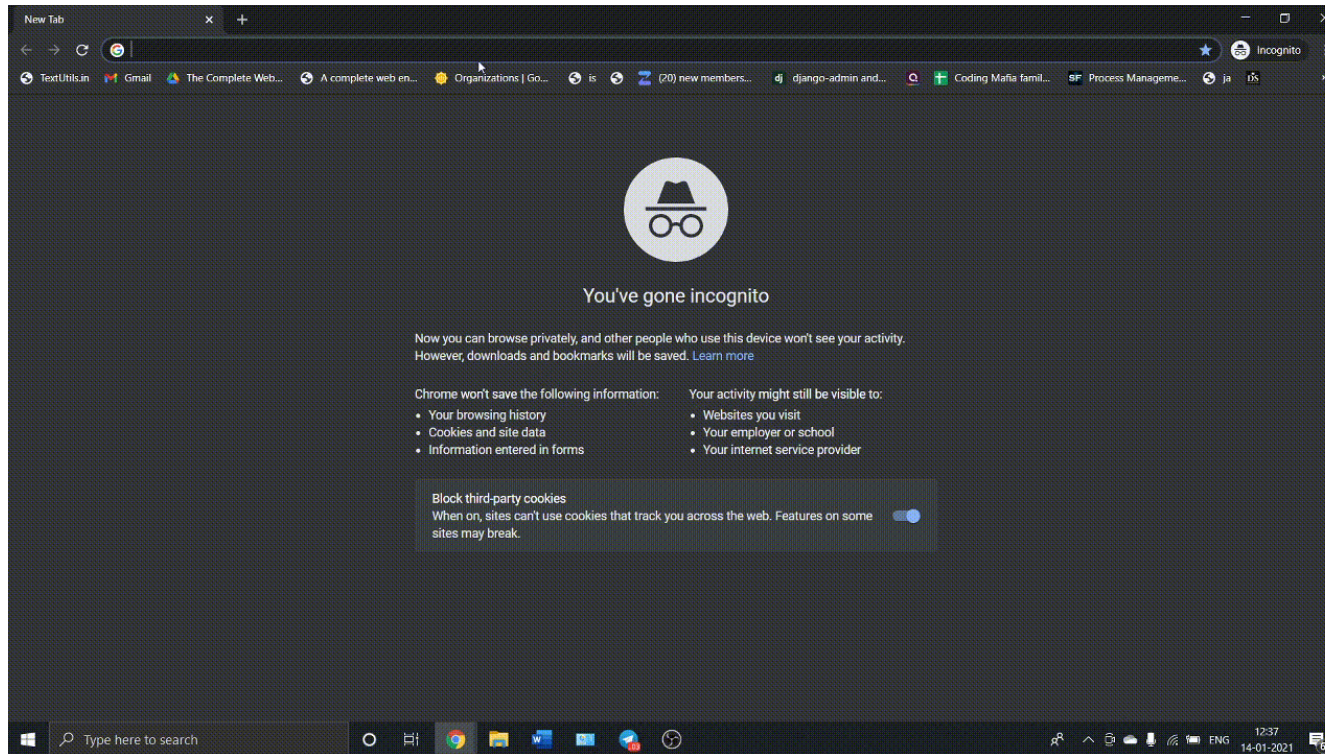 New Tab
Incognito
TextUtils.in Gmail The Complete Web... A complete web en... Organizations | Go... is (20) new members... dj django-admin and... Coding Mafia famil... SF Process Manageme... ja
You've gone incognito
Now you can browse privately, and other people who use this device won't see your activity.
However, downloads and bookmarks will be saved. Learn more
Chrome won't save the following information:
• Your browsing history
• Cookies and site data
• Information entered in forms
Your activity might still be visible to:
• Websites you visit
• Your employer or school
• Your internet service provider
Block third-party cookies
When on, sites can't use cookies that track you across the web. Features on some
sites may break.
Type here to search
ENG
12:37
14-01-2021